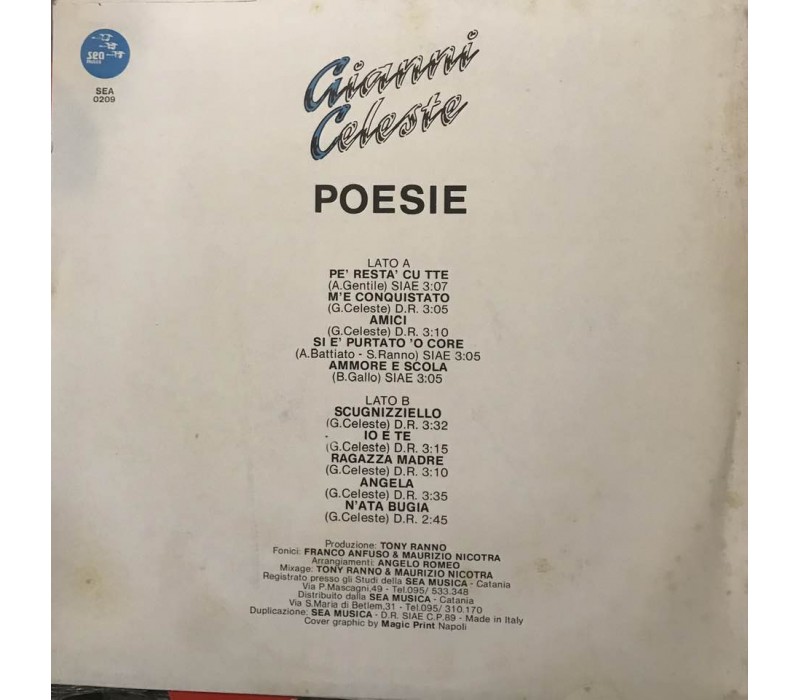 sea
musica
SEA
0209
Gianni
Celeste
POESIE
LATO A
PE' RESTA' CU TTE
(A.Gentile) SIAE 3:07
M'E CONQUISTATO
(G.Celeste) D.R. 3:05
AMICI
(G.Celeste) D.R. 3:10
SI E' PURTATO 'O CORE
(A.Battiato - S.Ranno) SIAE 3:05
AMMORE E SCOLA
(B.Gallo) SIAE 3:05
LATO B
SCUGNIZZIELLO
(G.Celeste) D.R. 3:32
IO E TE
(G.Celeste) D.R. 3:15
RAGAZZA MADRE
(G.Celeste) D.R. 3:10
ANGELA
(G.Celeste) D.R. 3:35
N'ATA BUGIA
(G.Celeste) D.R. 2:45
Produzione: TONY RANNO
Fonici: FRANCO ANFUSO & MAURIZIO NICOTRA
Arrangiamenti: ANGELO ROMEO
Mixage: TONY RANNO & MAURIZIO NICOTRA
Registrato presso gli Studi della SEA MUSICA - Catania
Via P.Mascagni,49 - Tel.095/ 533.348
Distribuito dalla SEA MUSICA - Catania
Via S.Maria di Betlem,31 - Tel.095/ 310.170
Duplicazione: SEA MUSICA - D.R. SIAE C.P.89 - Made in Italy
Cover graphic by Magic Print Napoli